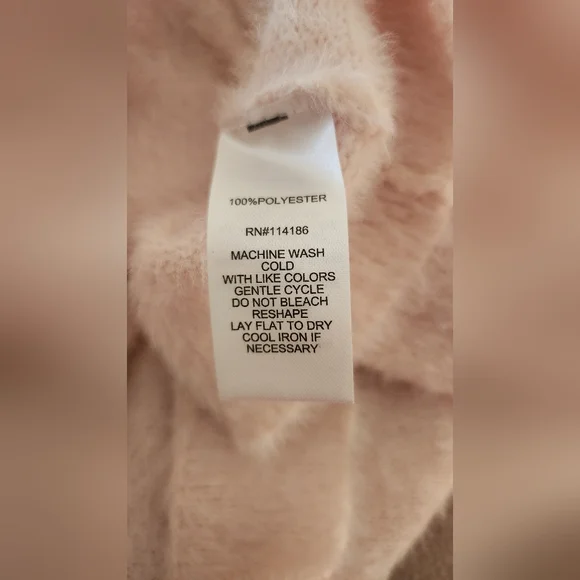 100%POLYESTER
RN#114186
MACHINE WASH
COLD
WITH LIKE COLORS
GENTLE CYCLE
DO NOT BLEACH
RESHAPE
LAY FLAT TO DRY
COOL IRON IF
NECESSARY